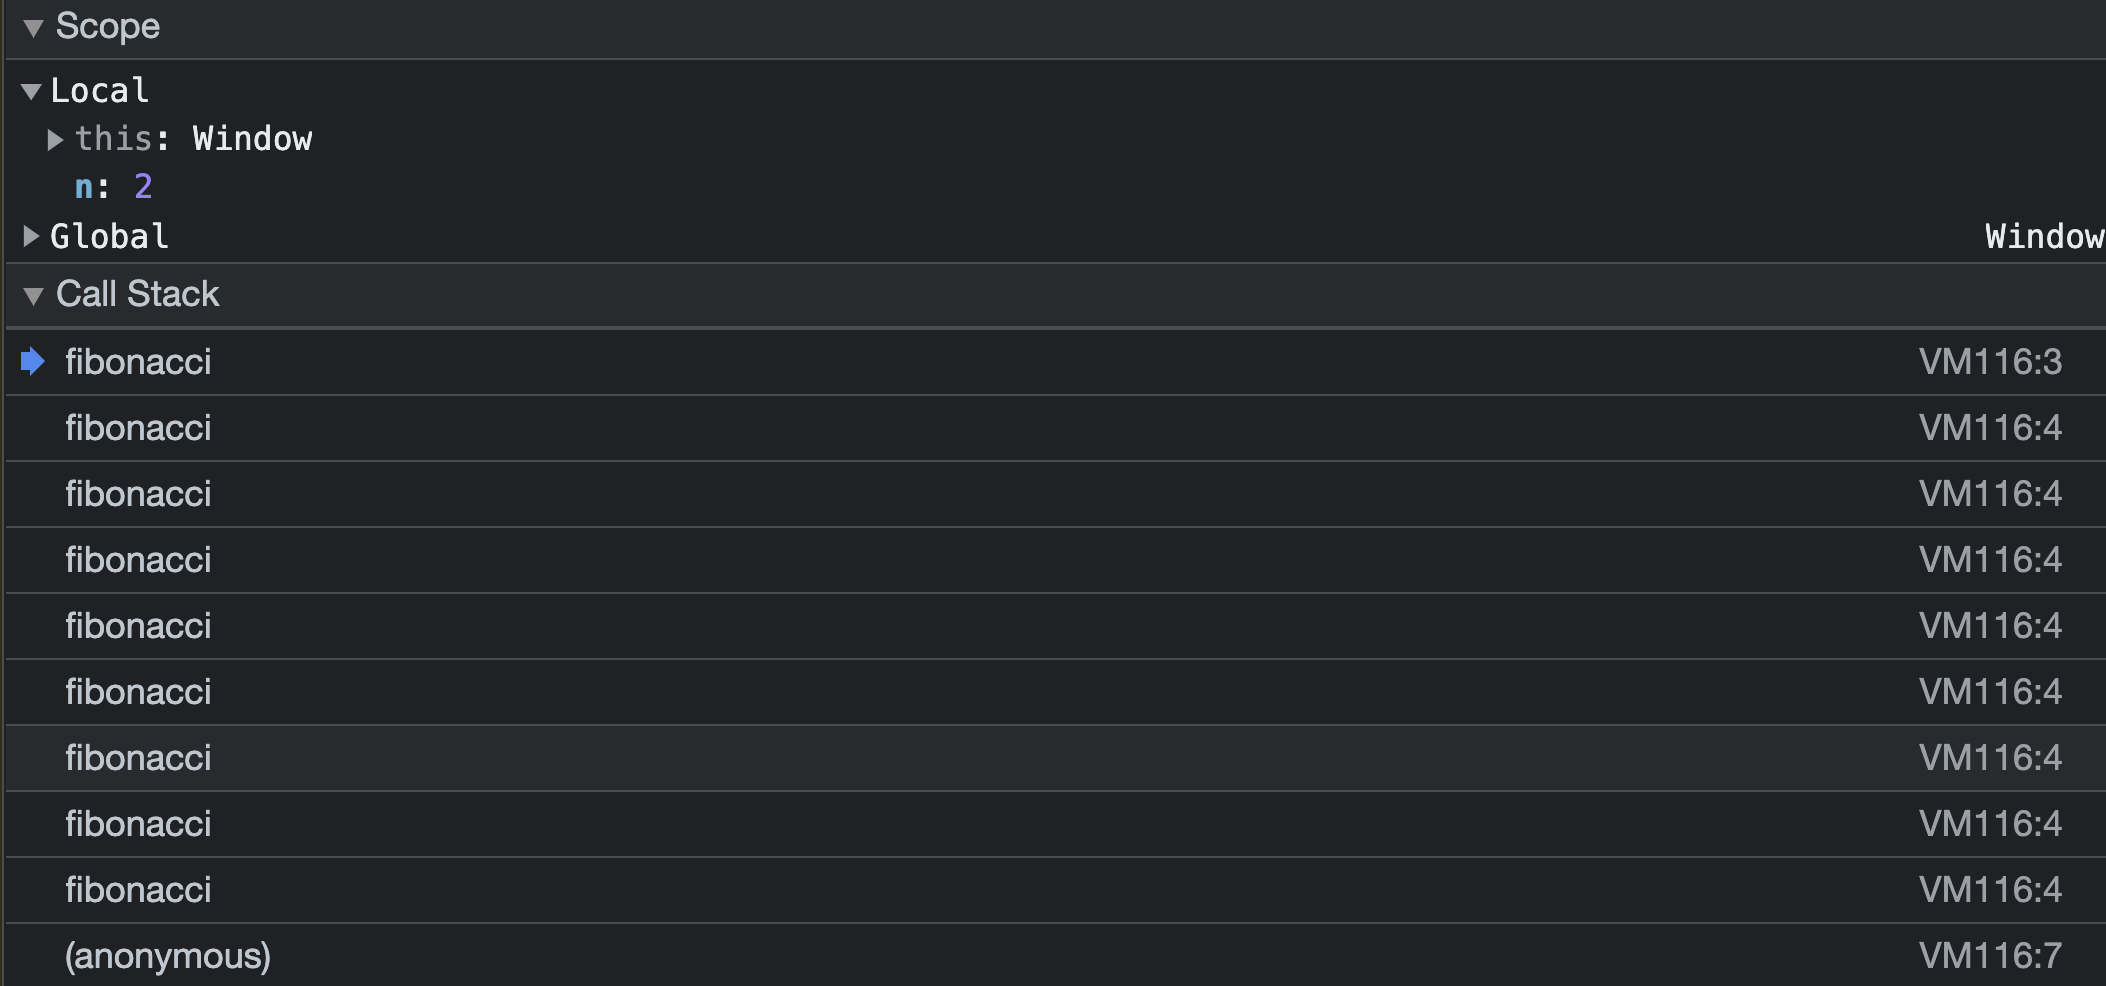 Scope
Local
this: Window
n: 2
Global Window
Call Stack
fibonacci VM116:3
fibonacci VM116:4
fibonacci VM116:4
fibonacci VM116:4
fibonacci VM116:4
fibonacci VM116:4
fibonacci VM116:4
fibonacci VM116:4
fibonacci VM116:4
(anonymous) VM116:7